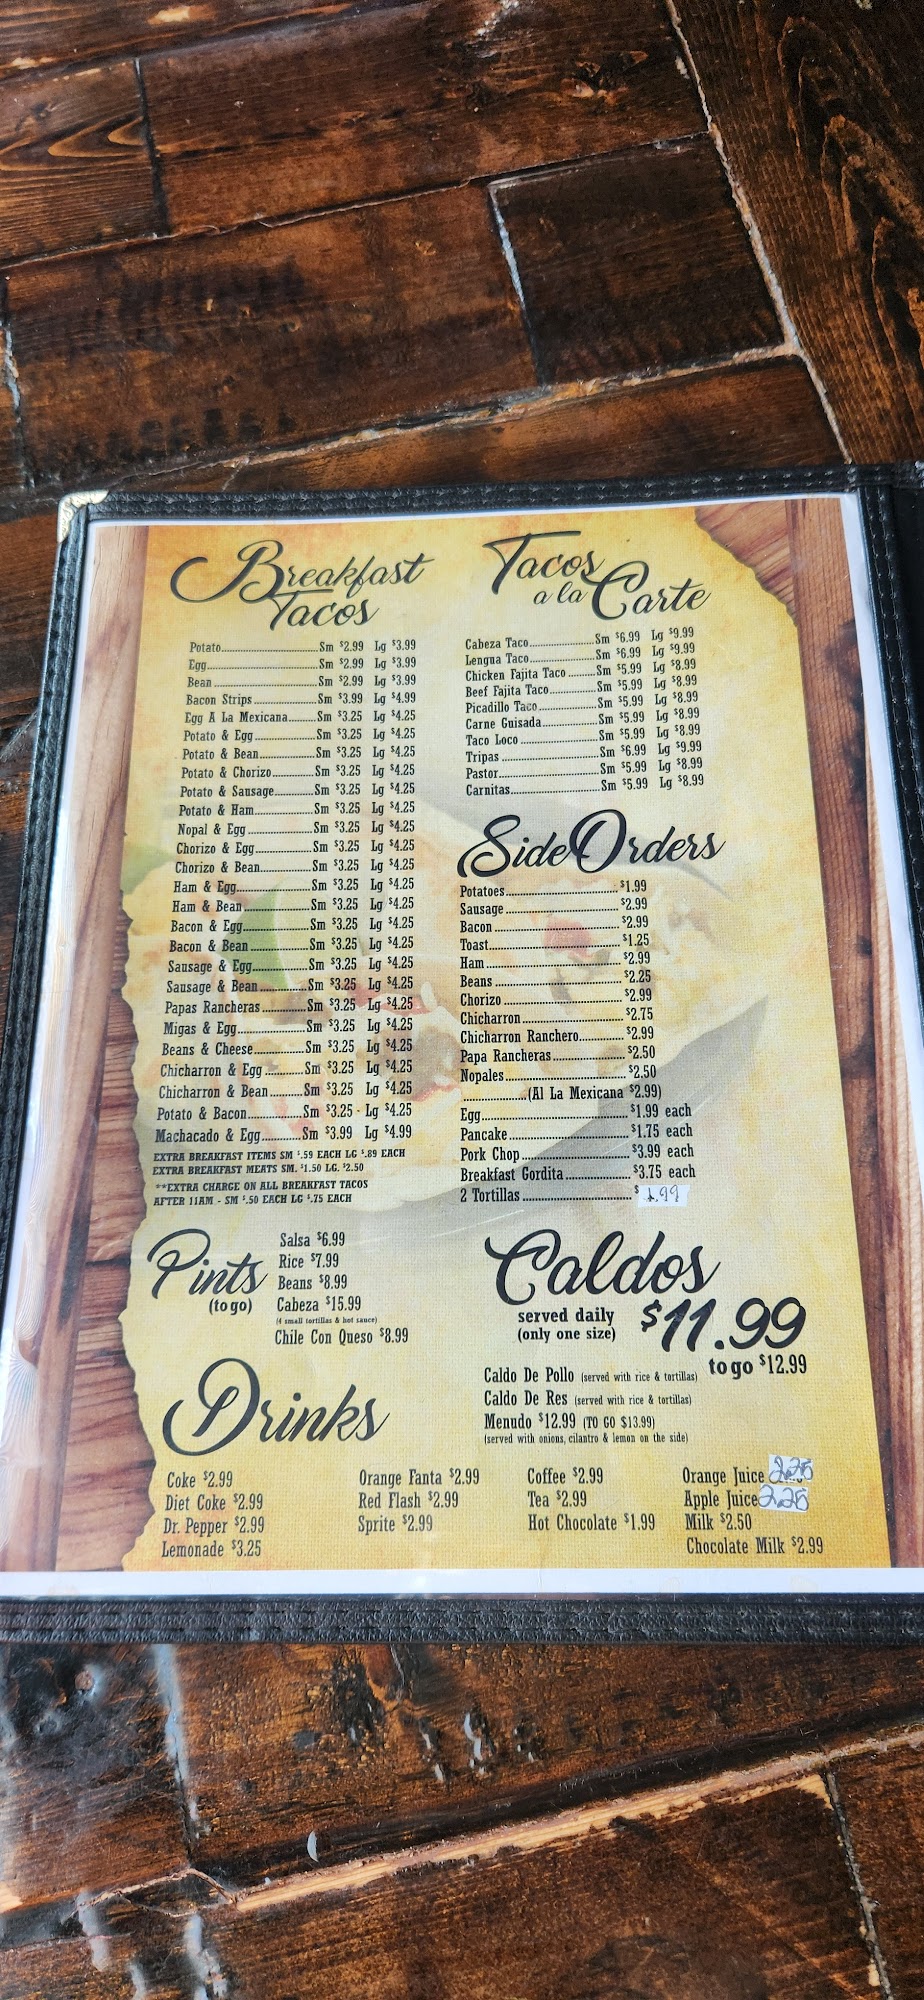 Breakfast
Tacos
Potato....................Sm $2.99 Lg $3.99
Egg....................Sm $2.99 Lg $3.99
Bean....................Sm $2.99 Lg $3.99
Bacon Strips....................Sm $3.99 Lg $4.99
Egg A La Mexicana.........Sm $3.25 Lg $4.25
Potato & Egg....................Sm $3.25 Lg $4.25
Potato & Bean....................Sm $3.25 Lg $4.25
Potato & Chorizo.............Sm $3.25 Lg $4.25
Potato & Sausage............Sm $3.25 Lg $4.25
Potato & Ham..................Sm $3.25 Lg $4.25
Nopal & Egg....................Sm $3.25 Lg $4.25
Chorizo & Egg..................Sm $3.25 Lg $4.25
Chorizo & Bean................Sm $3.25 Lg $4.25
Ham & Egg....................Sm $3.25 Lg $4.25
Ham & Bean....................Sm $3.25 Lg $4.25
Bacon & Egg....................Sm $3.25 Lg $4.25
Bacon & Bean..................Sm $3.25 Lg $4.25
Sausage & Egg.................Sm $3.25 Lg $4.25
Sausage & Bean...............Sm $3.25 Lg $4.25
Papas Rancheras.............Sm $3.25 Lg $4.25
Migas & Egg....................Sm $3.25 Lg $4.25
Beans & Cheese...............Sm $3.25 Lg $4.25
Chicharron & Egg............Sm $3.25 Lg $4.25
Chicharron & Bean..........Sm $3.25 Lg $4.25
Potato & Bacon...............Sm $3.25 - Lg $4.25
Machacado & Egg............Sm $3.99 Lg $4.99
EXTRA BREAKFAST ITEMS SM $.59 EACH LG $.89 EACH
EXTRA BREAKFAST MEATS SM. $1.50 LG. $2.50
**EXTRA CHARGE ON ALL BREAKFAST TACOS
AFTER 11AM - SM $.50 EACH LG $.75 EACH
Tacos
a la Carte
Cabeza Taco....................Sm $6.99 Lg $9.99
Lengua Taco....................Sm $6.99 Lg $9.99
Chicken Fajita Taco.........Sm $5.99 Lg $8.99
Beef Fajita Taco...............Sm $5.99 Lg $8.99
Picadillo Taco..................Sm $5.99 Lg $8.99
Carne Guisada.................Sm $5.99 Lg $8.99
Taco Loco....................Sm $5.99 Lg $8.99
Tripas....................Sm $6.99 Lg $9.99
Pastor....................Sm $5.99 Lg $8.99
Carnitas....................Sm $5.99 Lg $8.99
Side Orders
Potatoes....................$1.99
Sausage....................$2.99
Bacon....................$2.99
Toast....................$1.25
Ham....................$2.99
Beans....................$2.25
Chorizo....................$2.99
Chicharron....................$2.75
Chicharron Ranchero............$2.99
Papa Rancheras....................$2.50
Nopales....................$2.50
....................(Al La Mexicana $2.99)
Egg....................$1.99 each
Pancake....................$1.75 each
Pork Chop....................$3.99 each
Breakfast Gordita................$3.75 each
2 Tortillas....................$1.99
Pints
(to go)
Salsa $6.99
Rice $7.99
Beans $8.99
Cabeza $15.99
(4 small tortillas & hot sauce)
Chile Con Queso $8.99
Caldos
served daily
(only one size)
$11.99
to go $12.99
Caldo De Pollo (served with rice & tortillas)
Caldo De Res (served with rice & tortillas)
Menudo $12.99 (TO GO $13.99)
(served with onions, cilantro & lemon on the side)
Drinks
Coke $2.99
Diet Coke $2.99
Dr. Pepper $2.99
Lemonade $3.25
Orange Fanta $2.99
Red Flash $2.99
Sprite $2.99
Coffee $2.99
Tea $2.99
Hot Chocolate $1.99
Orange Juice 2.25
Apple Juice 2.25
Milk $2.50
Chocolate Milk $2.99